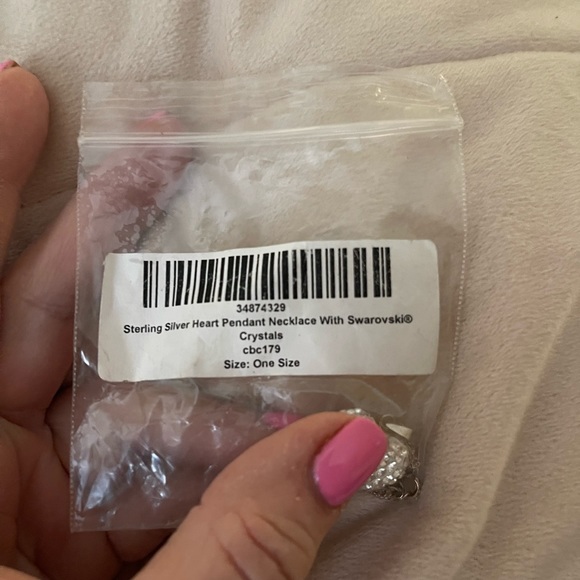 34874329
Sterling Silver Heart Pendant Necklace With Swarovski®
Crystals
cbc179
Size: One Size